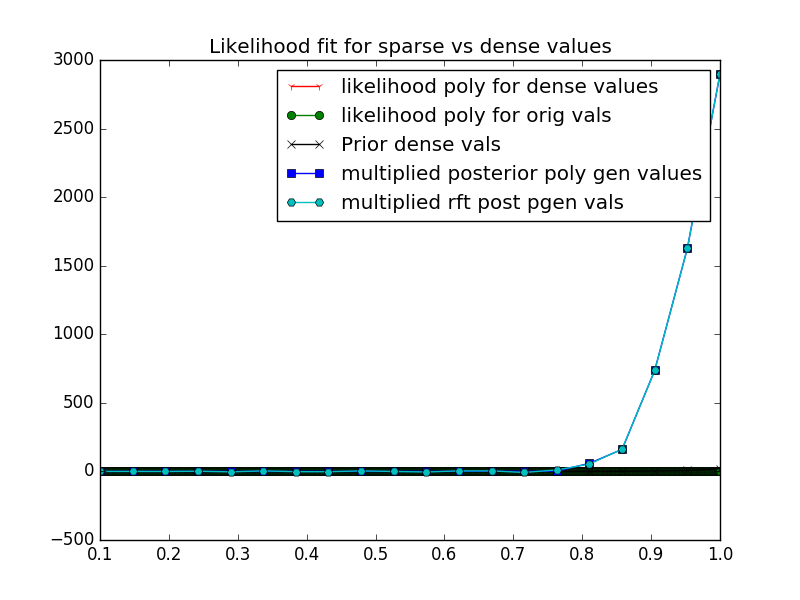 Likelihood fit for sparse vs dense values
3000
2500
2000
1500
1000
500
0
−500
likelihood poly for dense values
likelihood poly for orig vals
Prior dense vals
multiplied posterior poly gen values
multiplied rft post pgen vals
0.1 0.2 0.3 0.4 0.5 0.6 0.7 0.8 0.9 1.0